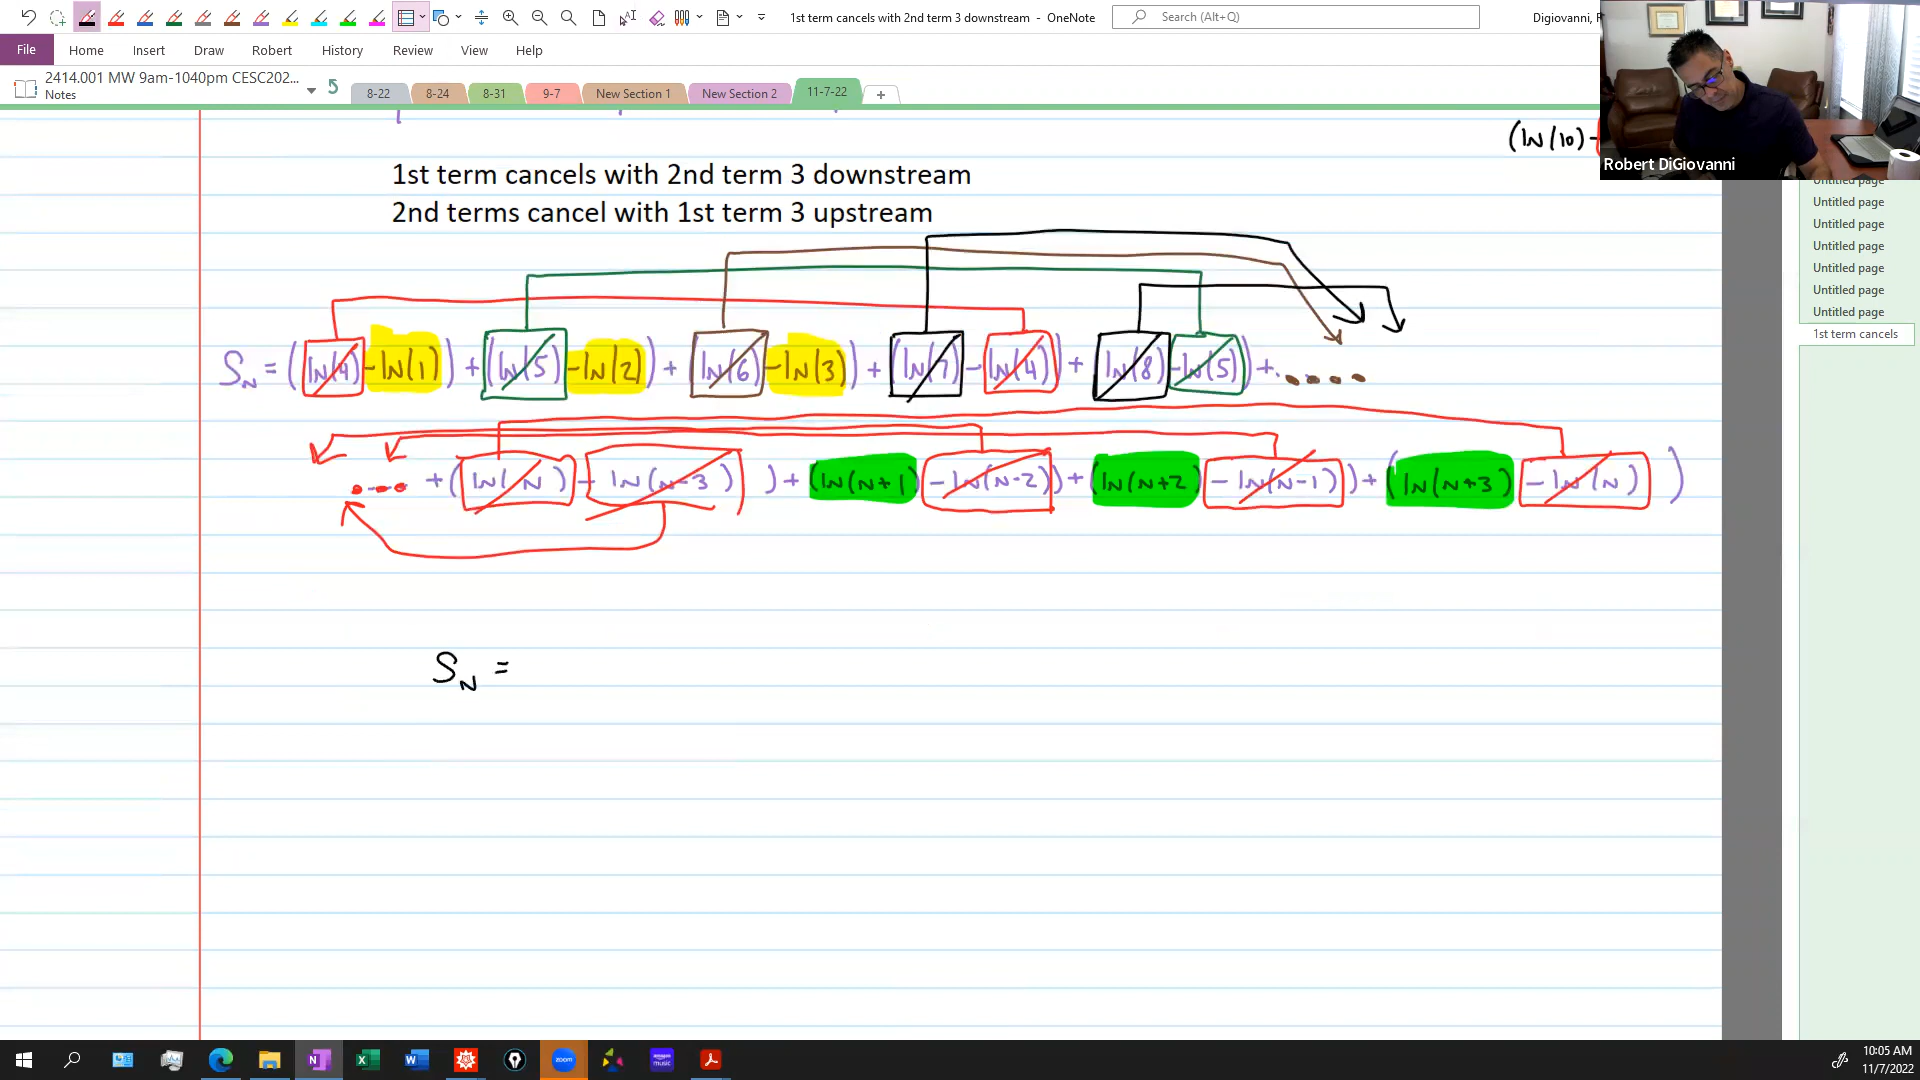 1st term cancels with 2nd term 3 downstream - OneNote
Search (Alt+Q)
Digiovanni, R
File Home Insert Draw Robert History Review View Help
2414.001 MW 9am-1040pm CESC202...
Notes
8-22 8-24 8-31 9-7 New Section 1 New Section 2 11-7-22 +
(ln(10)-
Robert DiGiovanni
1st term cancels with 2nd term 3 downstream
2nd terms cancel with 1st term 3 upstream
Untitled page
Untitled page
Untitled page
Untitled page
Untitled page
Untitled page
Untitled page
1st term cancels
S_N = (ln(4)-ln(1)) + (ln(5)-ln(2)) + (ln(6)-ln(3)) + (ln(7)-ln(4)) + (ln(8)-ln(5)) + ....
.... + (ln(N) - ln(N-3)) + (ln(N+1) - ln(N-2)) + (ln(N+2) - ln(N-1)) + (ln(N+3) - ln(N))
S_N =
zoom
amazon music
10:05 AM
11/7/2022